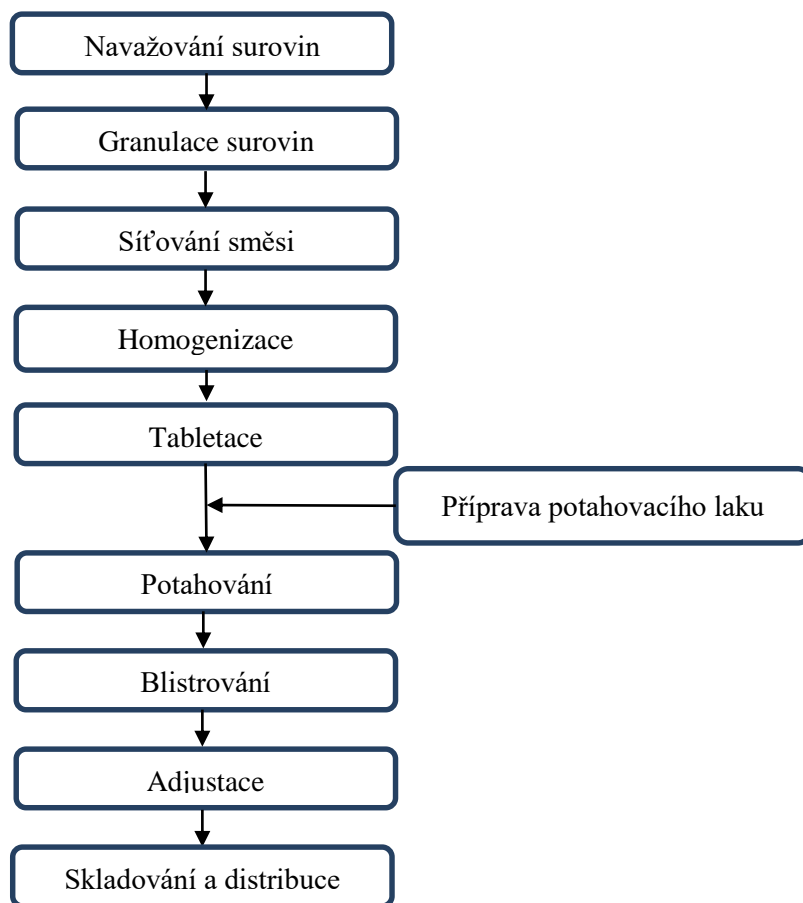 Navažování surovin
Granulace surovin
Síťování směsi
Homogenizace
Tabletace
Příprava potahovacího laku
Potahování
Blistrování
Adjustace
Skladování a distribuce